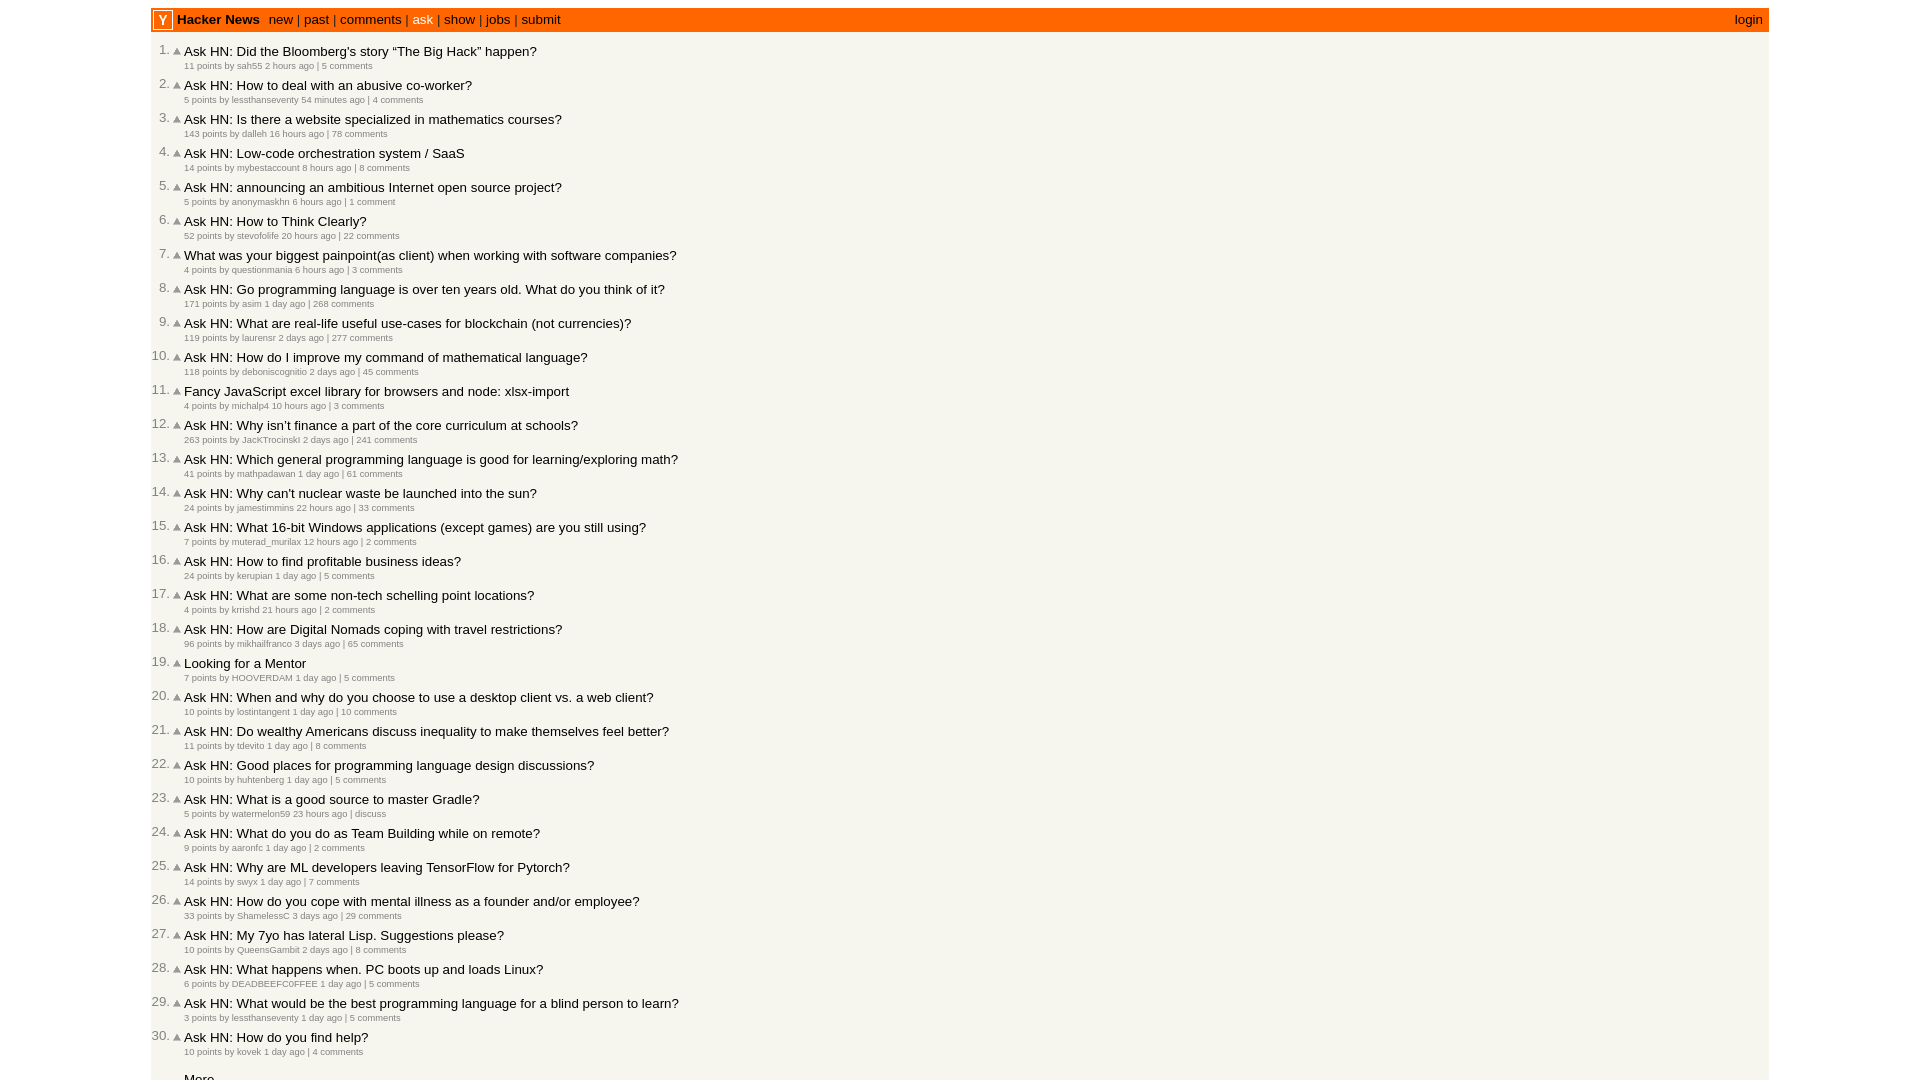 Y Hacker News new | past | comments | ask | show | jobs | submit login
1. Ask HN: Did the Bloomberg's story “The Big Hack” happen?
11 points by sah55 2 hours ago | 5 comments
2. Ask HN: How to deal with an abusive co-worker?
5 points by lessthanseventy 54 minutes ago | 4 comments
3. Ask HN: Is there a website specialized in mathematics courses?
143 points by dalleh 16 hours ago | 78 comments
4. Ask HN: Low-code orchestration system / SaaS
14 points by mybestaccount 8 hours ago | 8 comments
5. Ask HN: announcing an ambitious Internet open source project?
5 points by anonymaskhn 6 hours ago | 1 comment
6. Ask HN: How to Think Clearly?
52 points by stevofolife 20 hours ago | 22 comments
7. What was your biggest painpoint(as client) when working with software companies?
4 points by questionmania 6 hours ago | 3 comments
8. Ask HN: Go programming language is over ten years old. What do you think of it?
171 points by asim 1 day ago | 268 comments
9. Ask HN: What are real-life useful use-cases for blockchain (not currencies)?
119 points by laurensr 2 days ago | 277 comments
10. Ask HN: How do I improve my command of mathematical language?
118 points by deboniscognitio 2 days ago | 45 comments
11. Fancy JavaScript excel library for browsers and node: xlsx-import
4 points by michalp4 10 hours ago | 3 comments
12. Ask HN: Why isn’t finance a part of the core curriculum at schools?
263 points by JacKTrocinskI 2 days ago | 241 comments
13. Ask HN: Which general programming language is good for learning/exploring math?
41 points by mathpadawan 1 day ago | 61 comments
14. Ask HN: Why can't nuclear waste be launched into the sun?
24 points by jamestimmins 22 hours ago | 33 comments
15. Ask HN: What 16-bit Windows applications (except games) are you still using?
7 points by muterad_murilax 12 hours ago | 2 comments
16. Ask HN: How to find profitable business ideas?
24 points by kerupian 1 day ago | 5 comments
17. Ask HN: What are some non-tech schelling point locations?
4 points by krrishd 21 hours ago | 2 comments
18. Ask HN: How are Digital Nomads coping with travel restrictions?
96 points by mikhailfranco 3 days ago | 65 comments
19. Looking for a Mentor
7 points by HOOVERDAM 1 day ago | 5 comments
20. Ask HN: When and why do you choose to use a desktop client vs. a web client?
10 points by lostintangent 1 day ago | 10 comments
21. Ask HN: Do wealthy Americans discuss inequality to make themselves feel better?
11 points by tdevito 1 day ago | 8 comments
22. Ask HN: Good places for programming language design discussions?
10 points by huhtenberg 1 day ago | 5 comments
23. Ask HN: What is a good source to master Gradle?
5 points by watermelon59 23 hours ago | discuss
24. Ask HN: What do you do as Team Building while on remote?
9 points by aaronfc 1 day ago | 2 comments
25. Ask HN: Why are ML developers leaving TensorFlow for Pytorch?
14 points by swyx 1 day ago | 7 comments
26. Ask HN: How do you cope with mental illness as a founder and/or employee?
33 points by ShamelessC 3 days ago | 29 comments
27. Ask HN: My 7yo has lateral Lisp. Suggestions please?
10 points by QueensGambit 2 days ago | 8 comments
28. Ask HN: What happens when. PC boots up and loads Linux?
6 points by DEADBEEFC0FFEE 1 day ago | 5 comments
29. Ask HN: What would be the best programming language for a blind person to learn?
3 points by lessthanseventy 1 day ago | 5 comments
30. Ask HN: How do you find help?
10 points by kovek 1 day ago | 4 comments
More